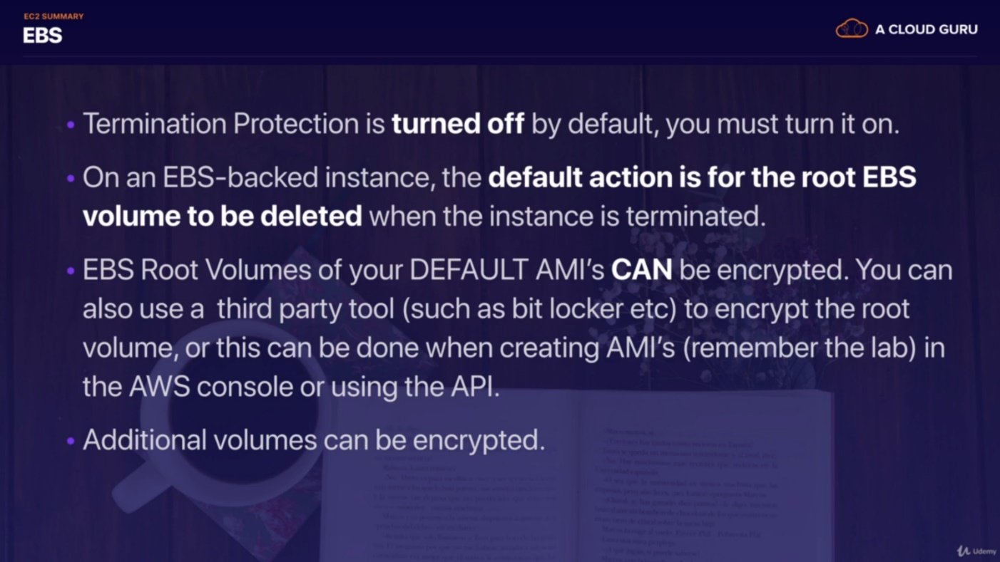 EC2 SUMMARY
EBS
A CLOUD GURU
• Termination Protection is turned off by default, you must turn it on.
• On an EBS-backed instance, the default action is for the root EBS
volume to be deleted when the instance is terminated.
• EBS Root Volumes of your DEFAULT AMI's CAN be encrypted. You can
also use a third party tool (such as bit locker etc) to encrypt the root
volume, or this can be done when creating AMI's (remember the lab) in
the AWS console or using the API.
• Additional volumes can be encrypted.
Udemy